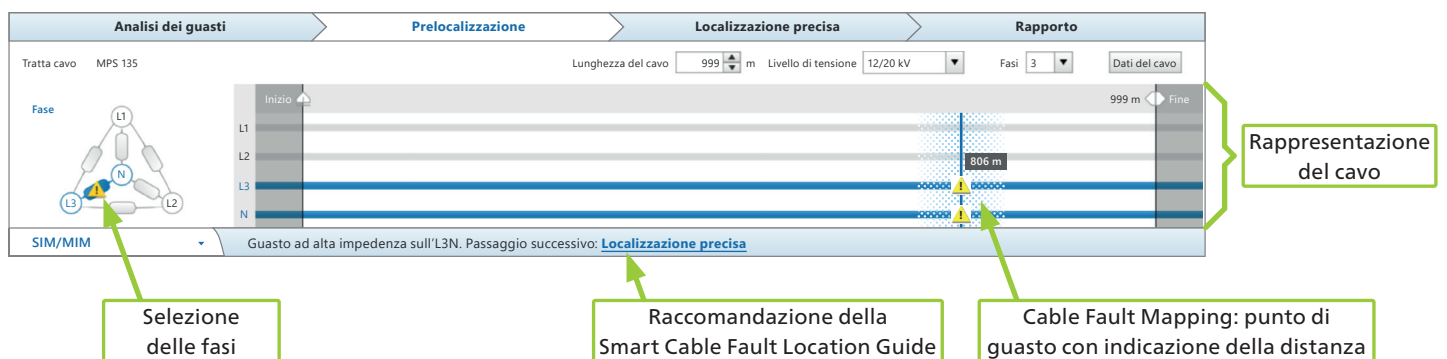 Analisi dei guasti
Prelocalizzazione
Localizzazione precisa
Rapporto
Tratta cavo MPS 135
Lunghezza del cavo 999 m Livello di tensione 12/20 kV Fasi 3 Dati del cavo
Fase
L1
N
L3
L2
Inizio
999 m Fine
L1
L2
806 m
L3
N
SIM/MIM
Guasto ad alta impedenza sull'L3N. Passaggio successivo: Localizzazione precisa
Rappresentazione
del cavo
Selezione
delle fasi
Raccomandazione della
Smart Cable Fault Location Guide
Cable Fault Mapping: punto di
guasto con indicazione della distanza